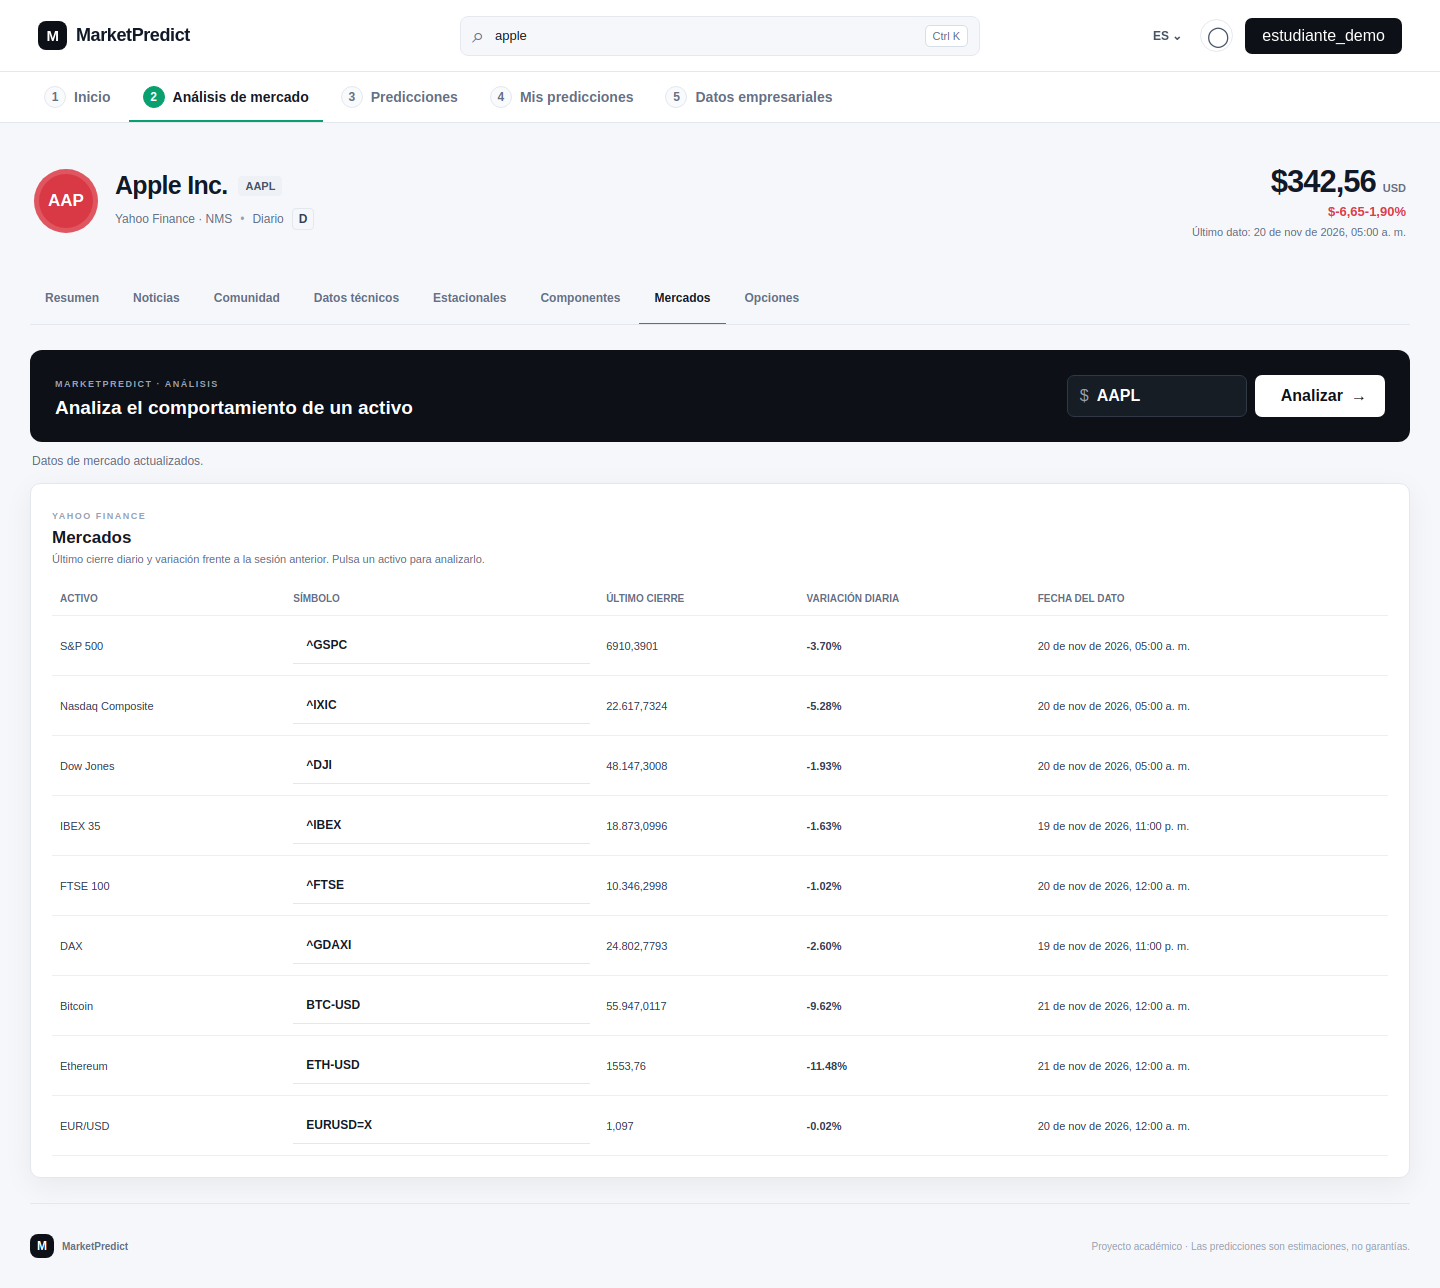 M MarketPredict
apple
Ctrl K
ES
estudiante_demo
1 Inicio
2 Análisis de mercado
3 Predicciones
4 Mis predicciones
5 Datos empresariales
AAP
Apple Inc. AAPL
Yahoo Finance · NMS • Diario D
$342,56 USD
$-6,65-1,90%
Último dato: 20 de nov de 2026, 05:00 a. m.
Resumen Noticias Comunidad Datos técnicos Estacionales Componentes Mercados Opciones
MARKETPREDICT · ANÁLISIS
Analiza el comportamiento de un activo
$ AAPL
Analizar →
Datos de mercado actualizados.
YAHOO FINANCE
Mercados
Último cierre diario y variación frente a la sesión anterior. Pulsa un activo para analizarlo.
ACTIVO SÍMBOLO ÚLTIMO CIERRE VARIACIÓN DIARIA FECHA DEL DATO
S&P 500 ^GSPC 6910,3901 -3.70% 20 de nov de 2026, 05:00 a. m.
Nasdaq Composite ^IXIC 22.617,7324 -5.28% 20 de nov de 2026, 05:00 a. m.
Dow Jones ^DJI 48.147,3008 -1.93% 20 de nov de 2026, 05:00 a. m.
IBEX 35 ^IBEX 18.873,0996 -1.63% 19 de nov de 2026, 11:00 p. m.
FTSE 100 ^FTSE 10.346,2998 -1.02% 20 de nov de 2026, 12:00 a. m.
DAX ^GDAXI 24.802,7793 -2.60% 19 de nov de 2026, 11:00 p. m.
Bitcoin BTC-USD 55.947,0117 -9.62% 21 de nov de 2026, 12:00 a. m.
Ethereum ETH-USD 1553,76 -11.48% 21 de nov de 2026, 12:00 a. m.
EUR/USD EURUSD=X 1,097 -0.02% 20 de nov de 2026, 12:00 a. m.
M MarketPredict
Proyecto académico · Las predicciones son estimaciones, no garantías.